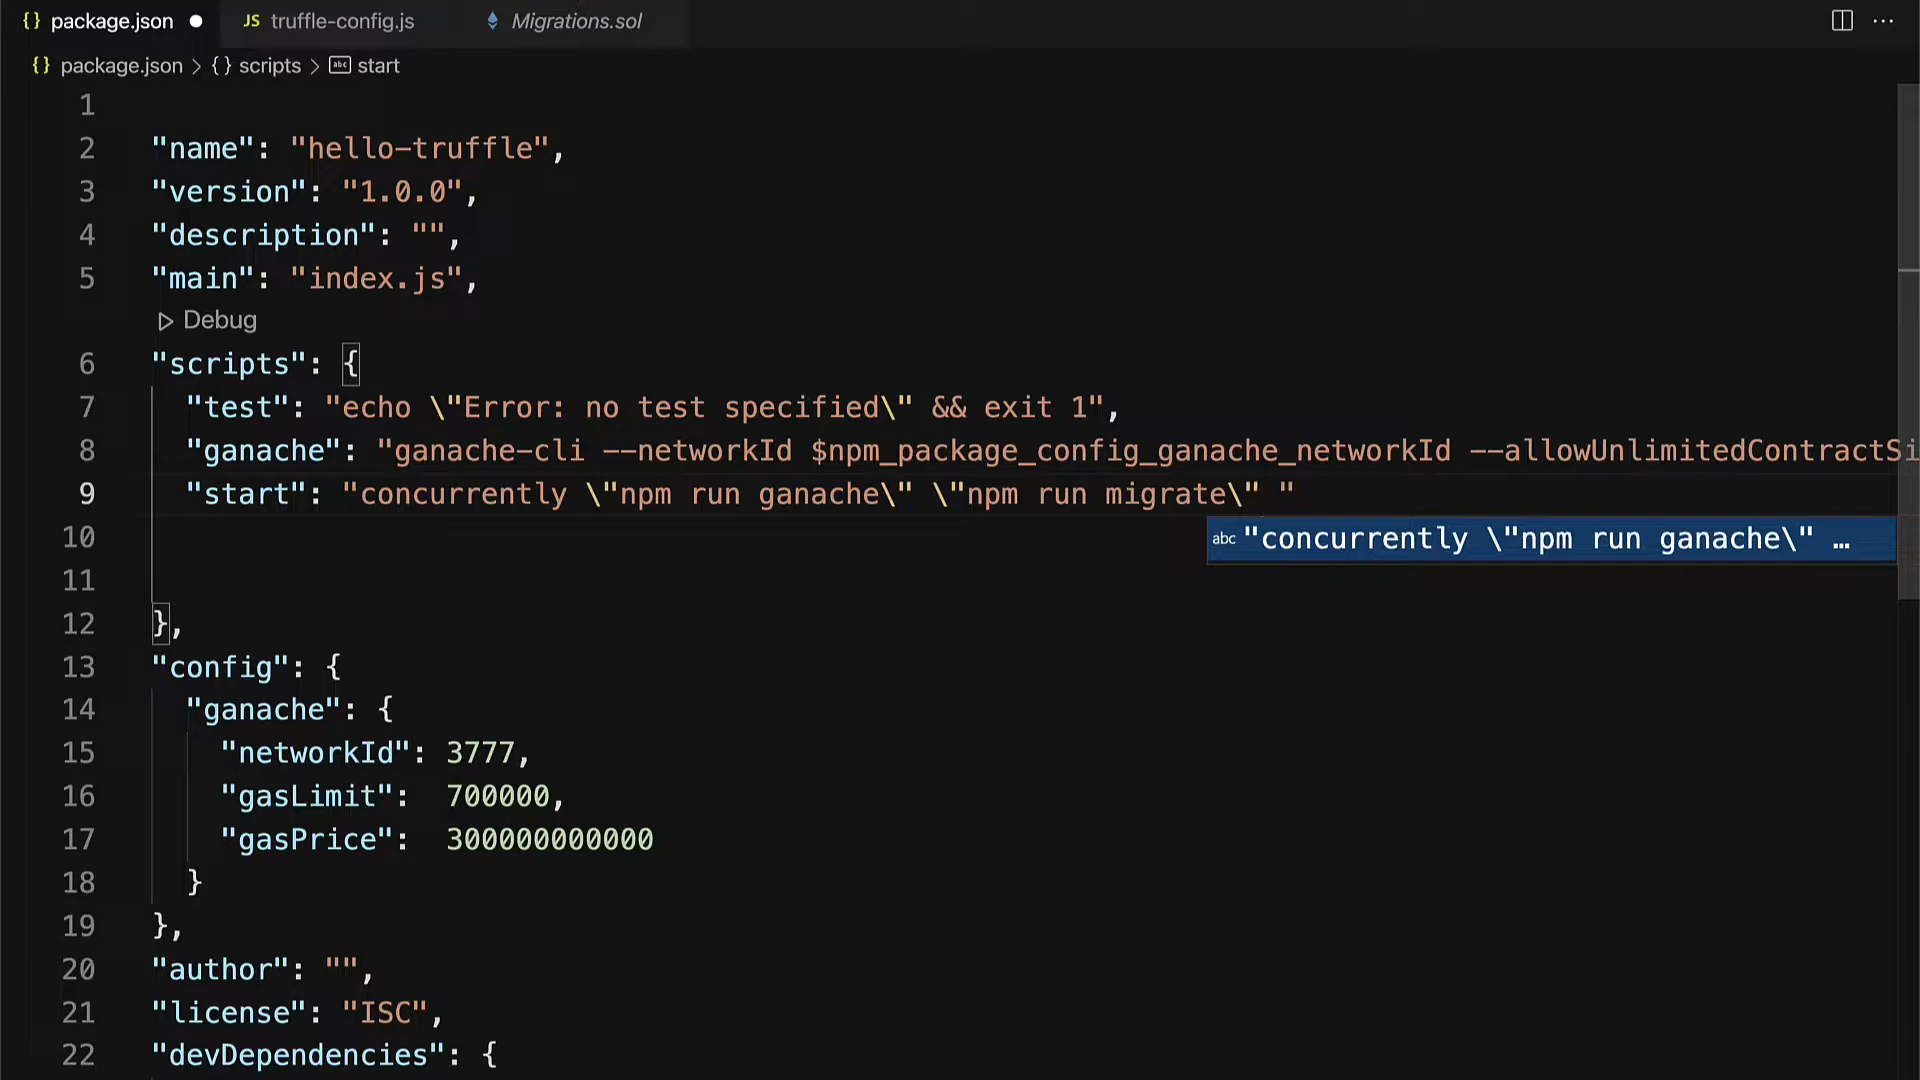 {} package.json ● JS truffle-config.js Migrations.sol ...
{} package.json > {} scripts > abc start
1
2 "name": "hello-truffle",
3 "version": "1.0.0",
4 "description": "",
5 "main": "index.js",
Debug
6 "scripts": {
7 "test": "echo \"Error: no test specified\" && exit 1",
8 "ganache": "ganache-cli --networkId $npm_package_config_ganache_networkId --allowUnlimitedContractSi
9 "start": "concurrently \"npm run ganache\" \"npm run migrate\" "
10 abc "concurrently \"npm run ganache\" …
11
12 },
13 "config": {
14 "ganache": {
15 "networkId": 3777,
16 "gasLimit": 700000,
17 "gasPrice": 300000000000
18 }
19 },
20 "author": "",
21 "license": "ISC",
22 "devDependencies": {